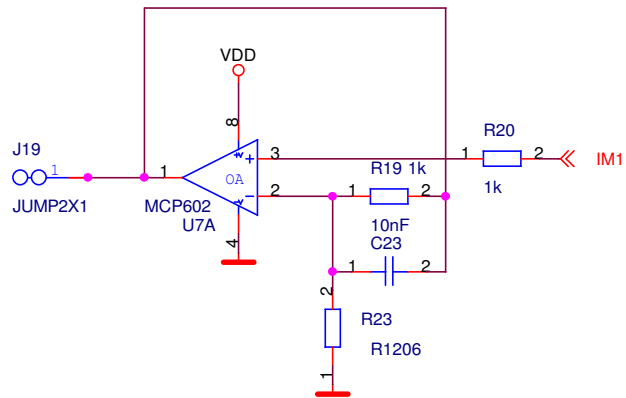 VDD
8
J19
1
1
JUMP2X1
+
3
OA
2
−
MCP602
U7A
4
R19 1k
1
2
10nF
C23
1
2
R20
1
2
1k
IM1
2
R23
R1206
1